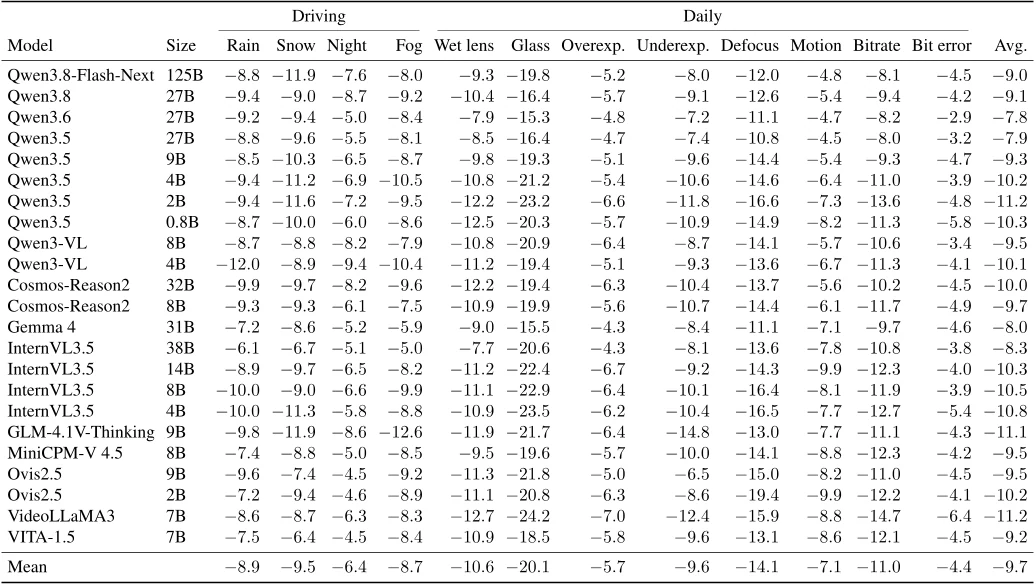 Driving Daily
Model Size Rain Snow Night Fog Wet lens Glass Overexp. Underexp. Defocus Motion Bitrate Bit error Avg.
Qwen3.8-Flash-Next 125B −8.8 −11.9 −7.6 −8.0 −9.3 −19.8 −5.2 −8.0 −12.0 −4.8 −8.1 −4.5 −9.0
Qwen3.8 27B −9.4 −9.0 −8.7 −9.2 −10.4 −16.4 −5.7 −9.1 −12.6 −5.4 −9.4 −4.2 −9.1
Qwen3.6 27B −9.2 −9.4 −5.0 −8.4 −7.9 −15.3 −4.8 −7.2 −11.1 −4.7 −8.2 −2.9 −7.8
Qwen3.5 27B −8.8 −9.6 −5.5 −8.1 −8.5 −16.4 −4.7 −7.4 −10.8 −4.5 −8.0 −3.2 −7.9
Qwen3.5 9B −8.5 −10.3 −6.5 −8.7 −9.8 −19.3 −5.1 −9.6 −14.4 −5.4 −9.3 −4.7 −9.3
Qwen3.5 4B −9.4 −11.2 −6.9 −10.5 −10.8 −21.2 −5.4 −10.6 −14.6 −6.4 −11.0 −3.9 −10.2
Qwen3.5 2B −9.4 −11.6 −7.2 −9.5 −12.2 −23.2 −6.6 −11.8 −16.6 −7.3 −13.6 −4.8 −11.2
Qwen3.5 0.8B −8.7 −10.0 −6.0 −8.6 −12.5 −20.3 −5.7 −10.9 −14.9 −8.2 −11.3 −5.8 −10.3
Qwen3-VL 8B −8.7 −8.8 −8.2 −7.9 −10.8 −20.9 −6.4 −8.7 −14.1 −5.7 −10.6 −3.4 −9.5
Qwen3-VL 4B −12.0 −8.9 −9.4 −10.4 −11.2 −19.4 −5.1 −9.3 −13.6 −6.7 −11.3 −4.1 −10.1
Cosmos-Reason2 32B −9.9 −9.7 −8.2 −9.6 −12.2 −19.4 −6.3 −10.4 −13.7 −5.6 −10.2 −4.5 −10.0
Cosmos-Reason2 8B −9.3 −9.3 −6.1 −7.5 −10.9 −19.9 −5.6 −10.7 −14.4 −6.1 −11.7 −4.9 −9.7
Gemma 4 31B −7.2 −8.6 −5.2 −5.9 −9.0 −15.5 −4.3 −8.4 −11.1 −7.1 −9.7 −4.6 −8.0
InternVL3.5 38B −6.1 −6.7 −5.1 −5.0 −7.7 −20.6 −4.3 −8.1 −13.6 −7.8 −10.8 −3.8 −8.3
InternVL3.5 14B −8.9 −9.7 −6.5 −8.2 −11.2 −22.4 −6.7 −9.2 −14.3 −9.9 −12.3 −4.0 −10.3
InternVL3.5 8B −10.0 −9.0 −6.6 −9.9 −11.1 −22.9 −6.4 −10.1 −16.4 −8.1 −11.9 −3.9 −10.5
InternVL3.5 4B −10.0 −11.3 −5.8 −8.8 −10.9 −23.5 −6.2 −10.4 −16.5 −7.7 −12.7 −5.4 −10.8
GLM-4.1V-Thinking 9B −9.8 −11.9 −8.6 −12.6 −11.9 −21.7 −6.4 −14.8 −13.0 −7.7 −11.1 −4.3 −11.1
MiniCPM-V 4.5 8B −7.4 −8.8 −5.0 −8.5 −9.5 −19.6 −5.7 −10.0 −14.1 −8.8 −12.3 −4.2 −9.5
Ovis2.5 9B −9.6 −7.4 −4.5 −9.2 −11.3 −21.8 −5.0 −6.5 −15.0 −8.2 −11.0 −4.5 −9.5
Ovis2.5 2B −7.2 −9.4 −4.6 −8.9 −11.1 −20.8 −6.3 −8.6 −19.4 −9.9 −12.2 −4.1 −10.2
VideoLLaMA3 7B −8.6 −8.7 −6.3 −8.3 −12.7 −24.2 −7.0 −12.4 −15.9 −8.8 −14.7 −6.4 −11.2
VITA-1.5 7B −7.5 −6.4 −4.5 −8.4 −10.9 −18.5 −5.8 −9.6 −13.1 −8.6 −12.1 −4.5 −9.2
Mean −8.9 −9.5 −6.4 −8.7 −10.6 −20.1 −5.7 −9.6 −14.1 −7.1 −11.0 −4.4 −9.7